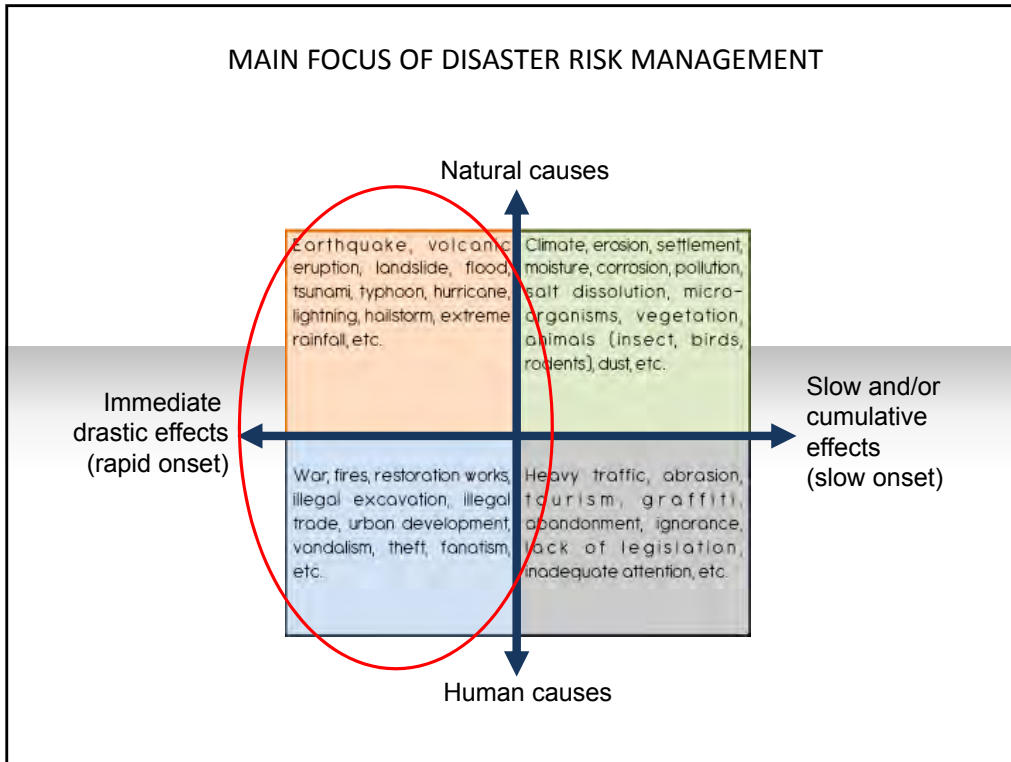 MAIN FOCUS OF DISASTER RISK MANAGEMENT
Natural causes
Earthquake, volcanic
eruption, landslide, flood,
tsunami, typhoon, hurricane,
lightning, hailstorm, extreme
rainfall, etc.
Climate, erosion, settlement,
moisture, corrosion, pollution,
salt dissolution, micro-
organisms, vegetation,
animals (insect, birds,
rodents), dust, etc.
Immediate
drastic effects
(rapid onset)
Slow and/or
cumulative
effects
(slow onset)
War, fires, restoration works,
illegal excavation, illegal
trade, urban development,
vandalism, theft, fanatism,
etc.
Heavy traffic, abrasion,
tourism, graffiti,
abandonment, ignorance,
lack of legislation,
inadequate attention, etc.
Human causes